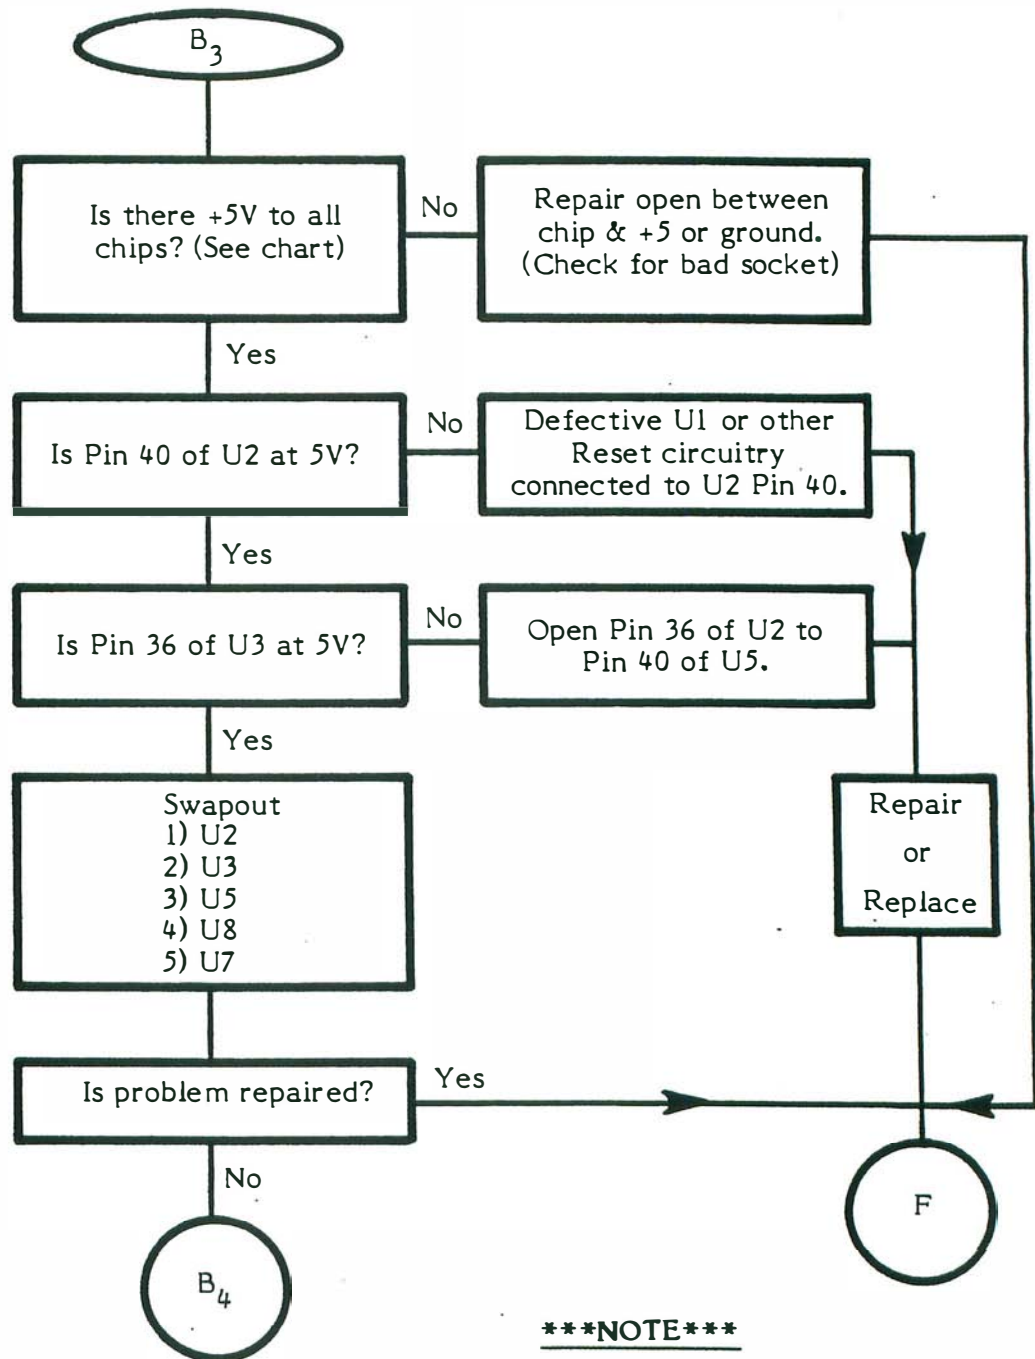 B3
Is there +5V to all
chips? (See chart)
No
Repair open between
chip & +5 or ground.
(Check for bad socket)
Yes
Is Pin 40 of U2 at 5V?
No
Defective U1 or other
Reset circuitry
connected to U2 Pin 40.
Yes
Is Pin 36 of U3 at 5V?
No
Open Pin 36 of U2 to
Pin 40 of U5.
Yes
Swapout
1) U2
2) U3
3) U5
4) U8
5) U7
Repair
or
Replace
Is problem repaired?
Yes
No
F
B4
***NOTE***